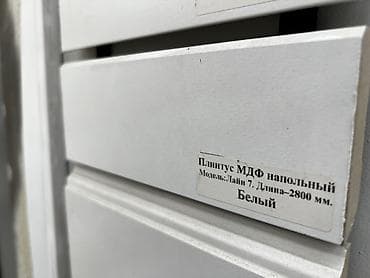 Плинтус МДФ напольный
Модель: Лайн 7. Длина–2800 мм.
Белый